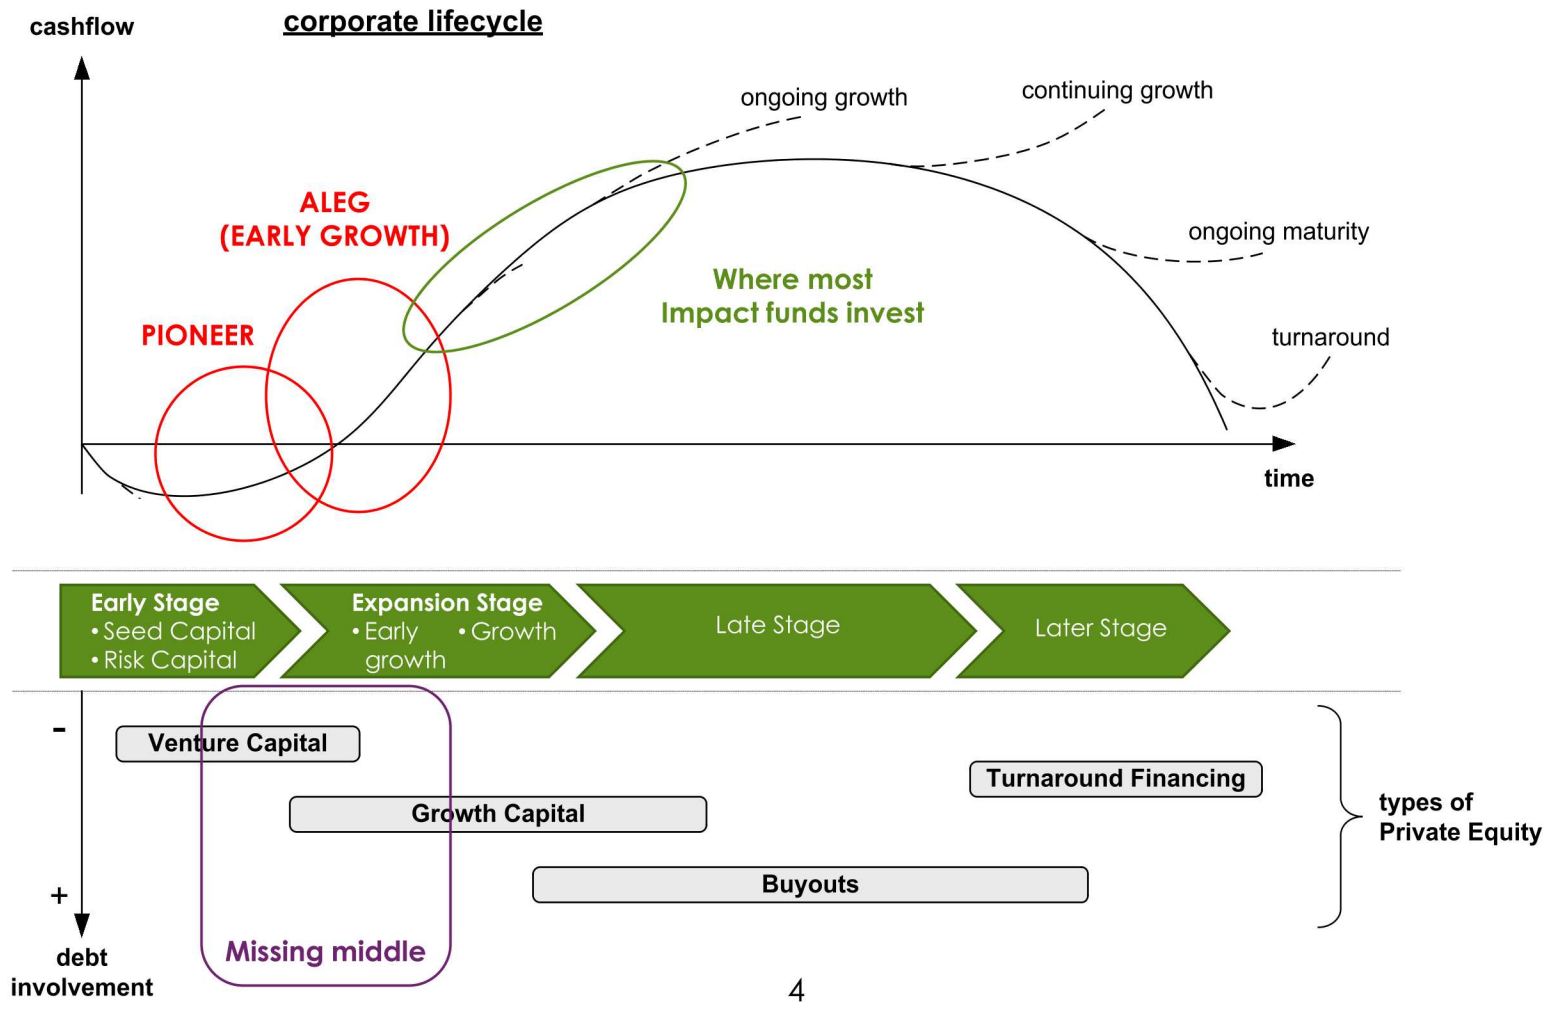 corporate lifecycle
cashflow
ongoing growth
continuing growth
ALEG
(EARLY GROWTH)
ongoing maturity
Where most
Impact funds invest
PIONEER
turnaround
time
Early Stage
• Seed Capital
• Risk Capital
Expansion Stage
• Early
growth
• Growth
Late Stage
Later Stage
-
Venture Capital
Turnaround Financing
Growth Capital
types of
Private Equity
Buyouts
+
Missing middle
debt
involvement
4